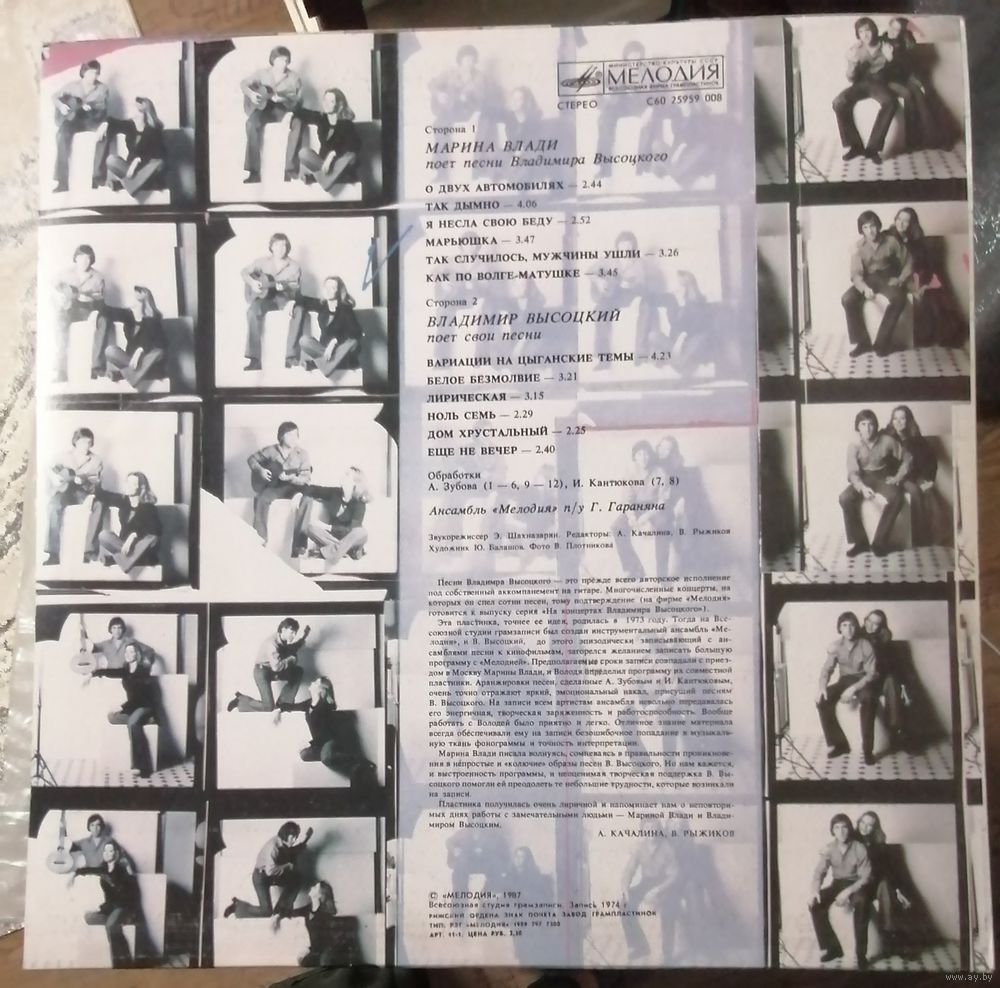 МИНИСТЕРСТВО КУЛЬТУРЫ СССР
МЕЛОДИЯ
ВСЕСОЮЗНАЯ ФИРМА ГРАМПЛАСТИНОК
СТЕРЕО С60 25959 008
Сторона 1
МАРИНА ВЛАДИ
поет песни Владимира Высоцкого
О ДВУХ АВТОМОБИЛЯХ — 2.44
ТАК ДЫМНО — 4.06
Я НЕСЛА СВОЮ БЕДУ — 2.52
МАРЬЮШКА — 3.47
ТАК СЛУЧИЛОСЬ, МУЖЧИНЫ УШЛИ — 3.26
КАК ПО ВОЛГЕ-МАТУШКЕ — 3.45
Сторона 2
ВЛАДИМИР ВЫСОЦКИЙ
поет свои песни
ВАРИАЦИИ НА ЦЫГАНСКИЕ ТЕМЫ — 4.23
БЕЛОЕ БЕЗМОЛВИЕ — 3.21
ЛИРИЧЕСКАЯ — 3.15
НОЛЬ СЕМЬ — 2.29
ДОМ ХРУСТАЛЬНЫЙ — 2.25
ЕЩЕ НЕ ВЕЧЕР — 2.40
Обработки
А. Зубова (1 — 6, 9 — 12), И. Кантюкова (7, 8)
Ансамбль «Мелодия» п/у Г. Гараняна
Звукорежиссер Э. Шахназарян. Редакторы: А. Качалина, В. Рыжиков
Художник Ю. Балашов. Фото В. Плотникова
Песни Владимира Высоцкого — это прежде всего авторское исполнение
под собственный аккомпанемент на гитаре. Многочисленные концерты, на
которых он спел сотни песен, тому подтверждение (на фирме «Мелодия»
готовится к выпуску серия «На концертах Владимира Высоцкого»).
Эта пластинка, точнее ее идея, родилась в 1973 году. Тогда на Все-
союзной студии грамзаписи был создан инструментальный ансамбль «Ме-
лодия», и В. Высоцкий, до этого эпизодически записывающий с ан-
самблями песни к кинофильмам, загорелся желанием записать большую
программу с «Мелодией». Предполагаемые сроки записи совпадали с приез-
дом в Москву Марины Влади, и Володя определил программу их совместной
пластинки. Аранжировки песен, сделанные А. Зубовым и И. Кантюковым,
очень точно отражают яркий, эмоциональный накал, присущий песням
В. Высоцкого. На записи всем артистам ансамбля невольно передавалась
его энергичная, творческая заряженность и работоспособность. Вообще
работать с Володей было приятно и легко. Отличное знание материала
всегда обеспечивали ему на записи безошибочное попадание в музыкаль-
ную ткань фонограммы и точность интерпретации.
Марина Влади писала волнуясь, сомневаясь в правильности проникнове-
ния в непростые и «колючие» образы песен В. Высоцкого. Но нам кажется,
и выстроенность программы, и неоценимая творческая поддержка В. Вы-
соцкого помогли ей преодолеть те небольшие трудности, которые возникали
на записи.
Пластинка получилась очень лиричной и напоминает нам о неповтори-
мых днях работы с замечательными людьми — Мариной Влади и Влади-
миром Высоцким.
А. КАЧАЛИНА, В. РЫЖИКОВ
© «МЕЛОДИЯ», 1987
Всесоюзная студия грамзаписи. Запись 1974 г.
РИЖСКИЙ ОРДЕНА ЗНАК ПОЧЕТА ЗАВОД ГРАМПЛАСТИНОК
ТИП. РЗГ «МЕЛОДИЯ» 1989
АРТ. 11-1. ЦЕНА РУБ.
www.ay.by